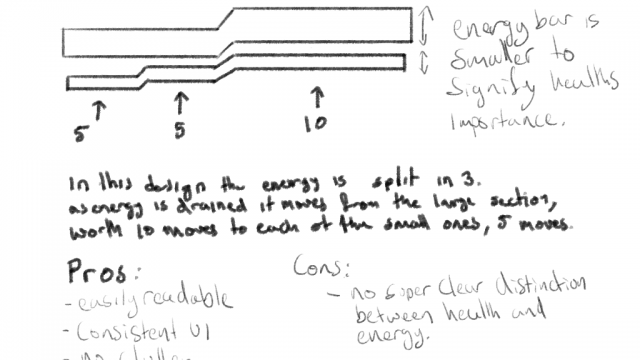 energy bar is
smaller to
signify healths
importance.
5
5
10
In this design the energy is split in 3.
as energy is drained it moves from the large section,
worth 10 moves to each of the small ones, 5 moves.
Pros:
- easily readable
- Consistent UI
- no clutter
Cons:
- no super clear distinction
between health and
energy.